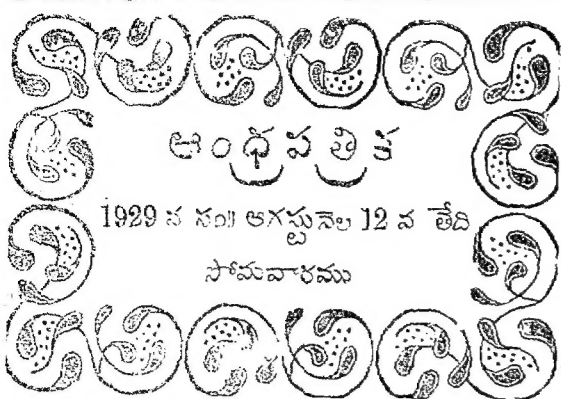 ఆంధ్రపత్రిక
1929 న సం॥ ఆగస్టునెల 12 న తేది
సోమవారము